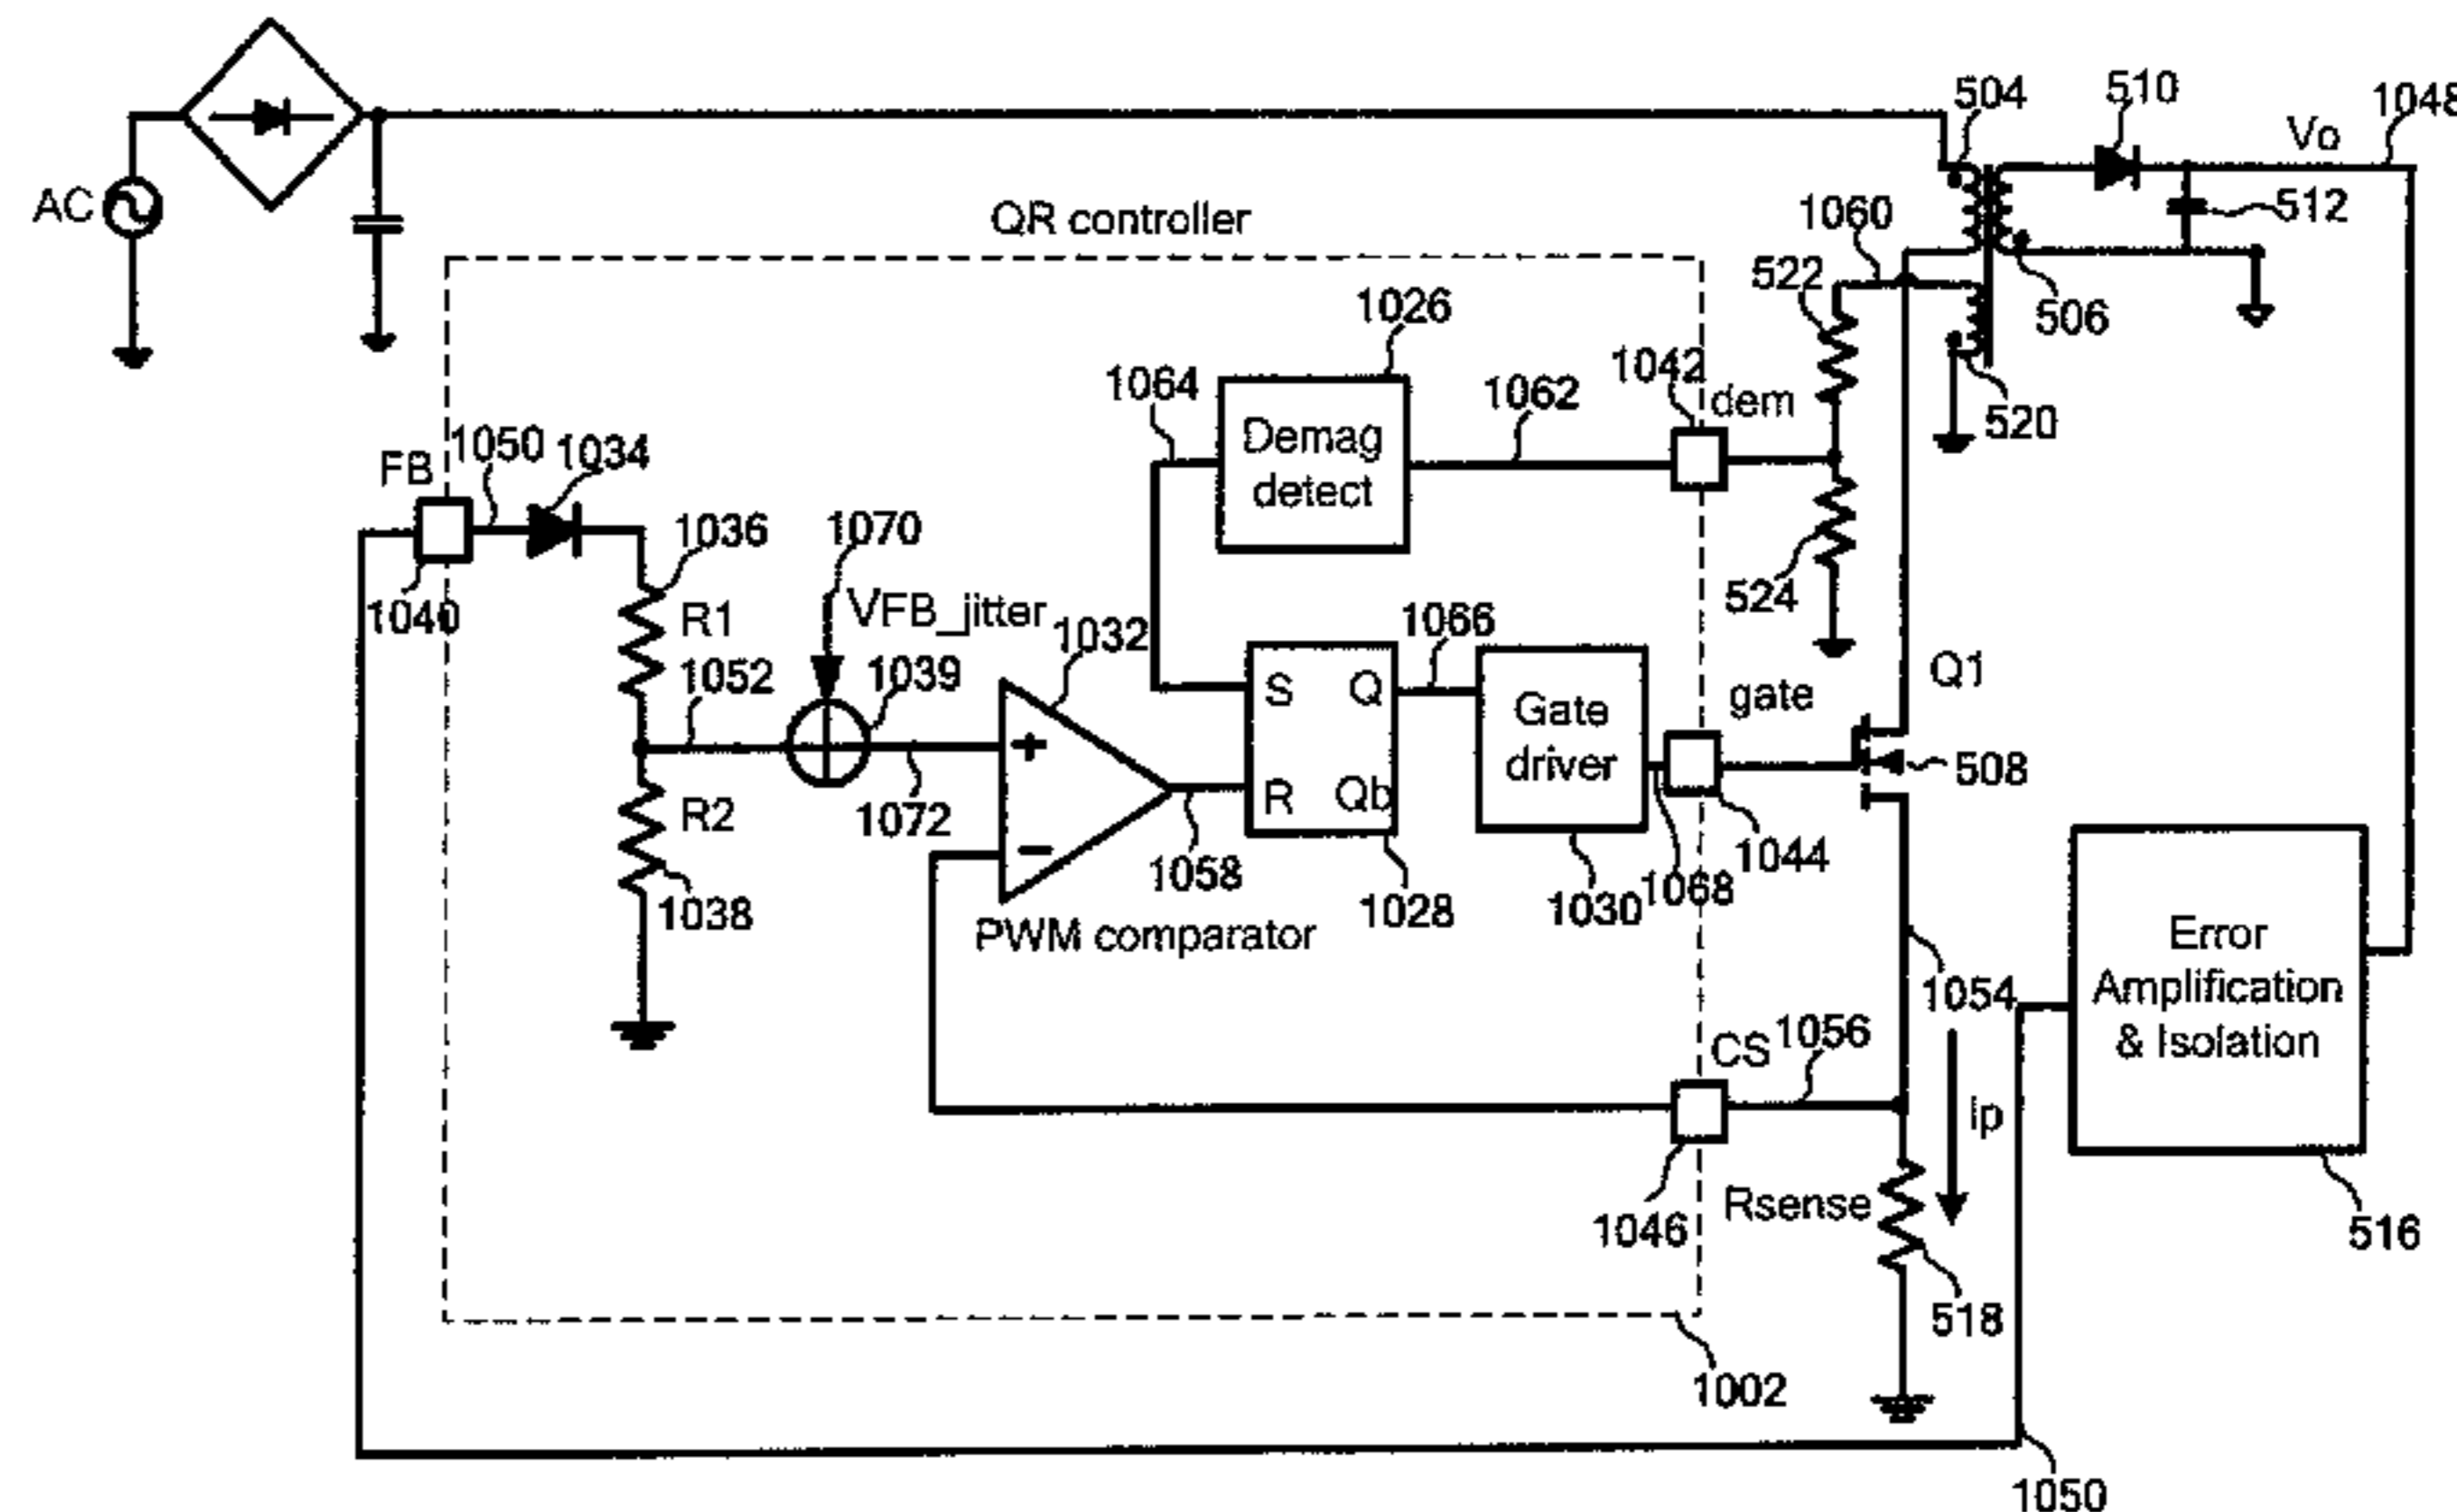 504
510
1048
Vo
AC
QR controller
1060
512
522
506
1026
1042
dem
1064
1062
520
Demag
detect
FB
1050
1034
1036
1070
524
1040
R1
VFB_jitter
1032
1066
1052
1039
Q1
gate
S
Q
Gate
driver
508
R2
1072
R
Qb
1058
1044
1038
1068
1028
1030
PWM comparator
Error
Amplification
& Isolation
1054
CS
1056
Ip
Rsense
1046
516
518
1002
1050